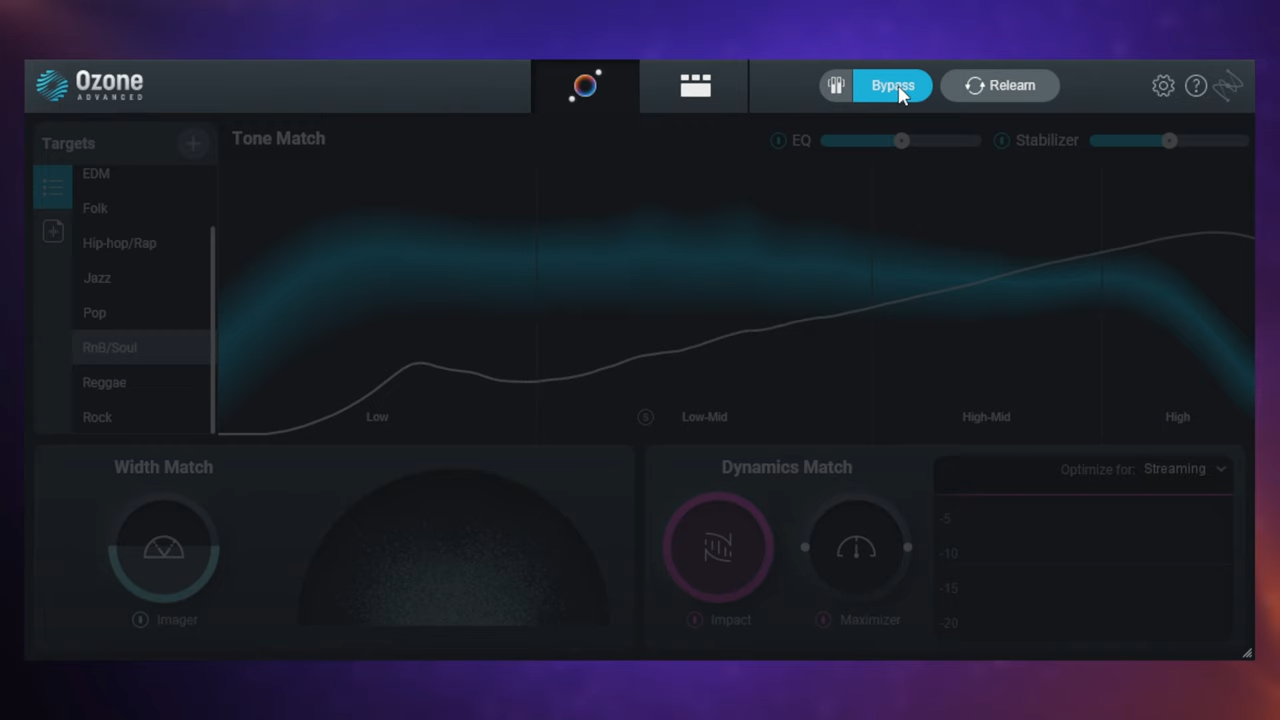 Ozone
ADVANCED
Bypass
Relearn
?
Targets
+
Tone Match
EQ
Stabilizer
EDM
Folk
Hip-hop/Rap
Jazz
Pop
RnB/Soul
Reggae
Rock
Low
S
Low-Mid
High-Mid
High
Width Match
Imager
Dynamics Match
Impact
Maximizer
Optimize for: Streaming
-5
-10
-15
-20